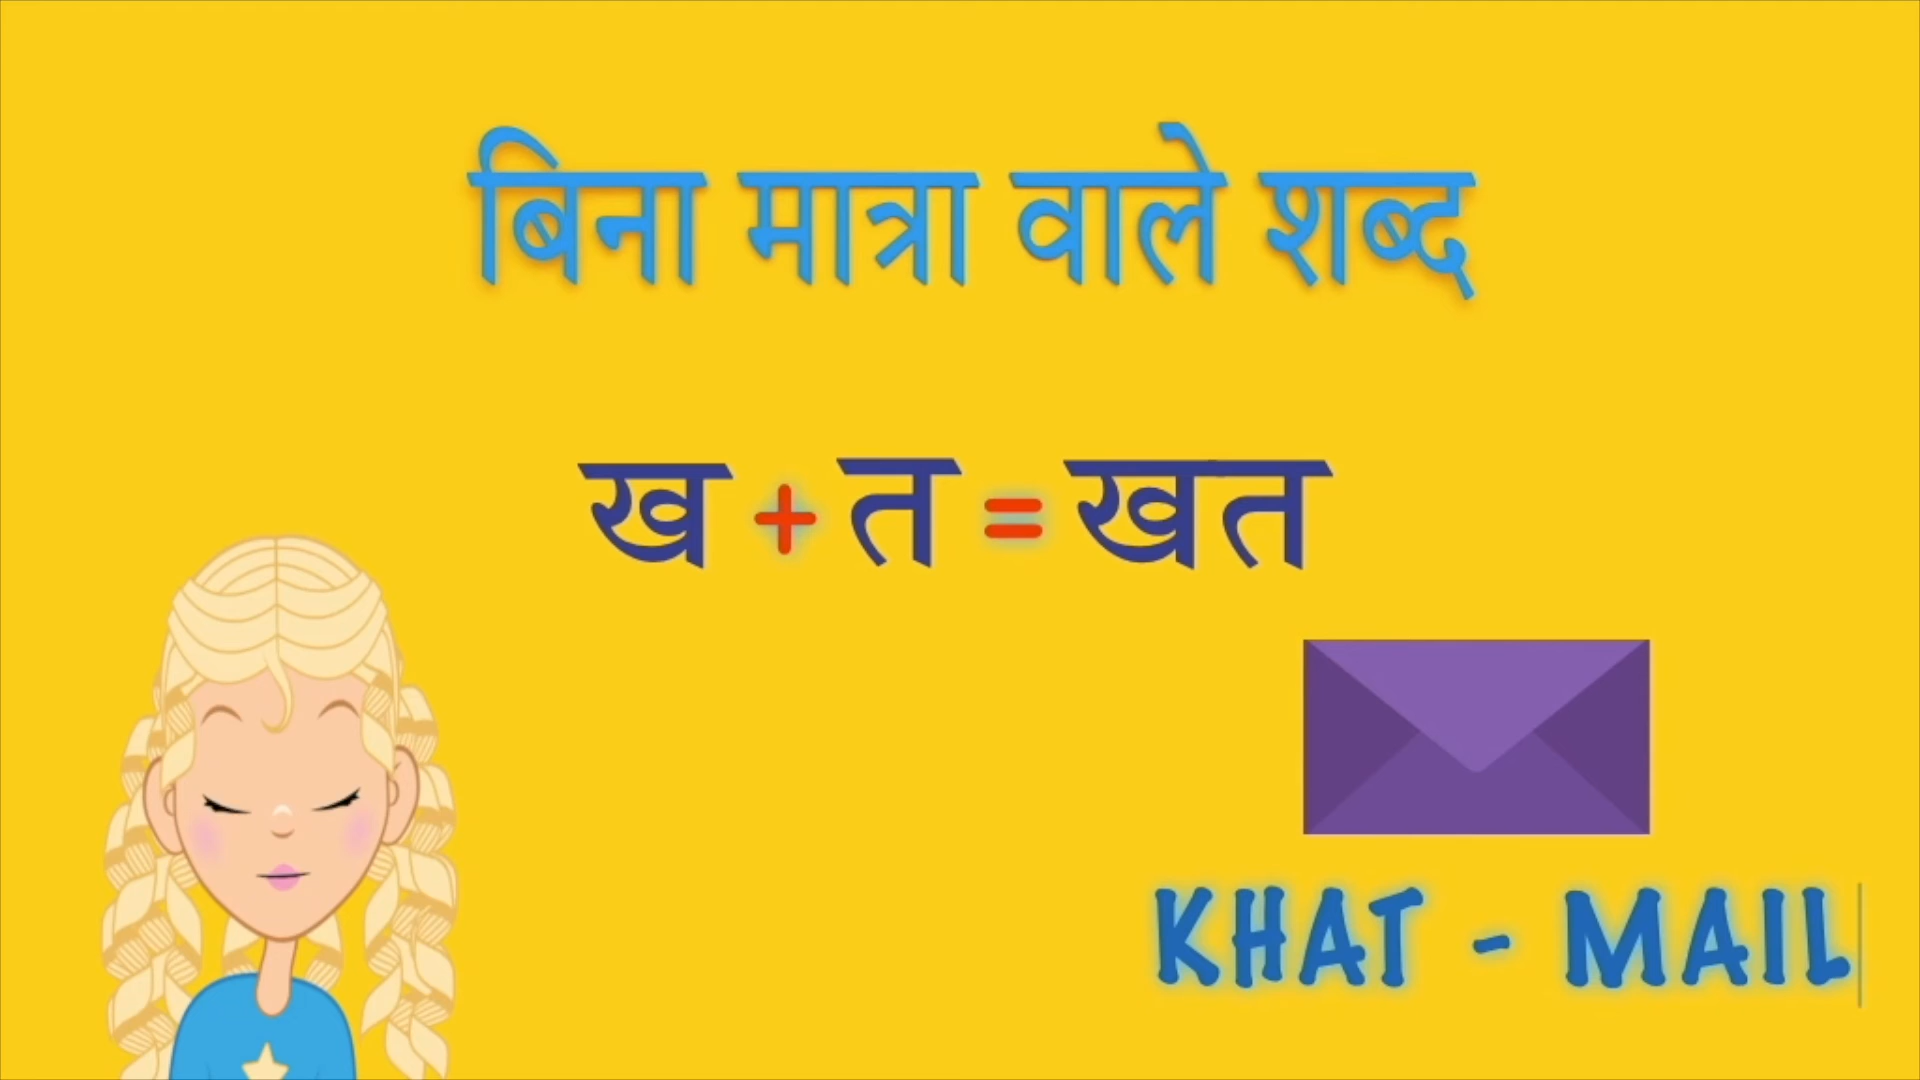 बिना मात्रा वाले शब्द
ख + त = खत
KHAT - MAIL